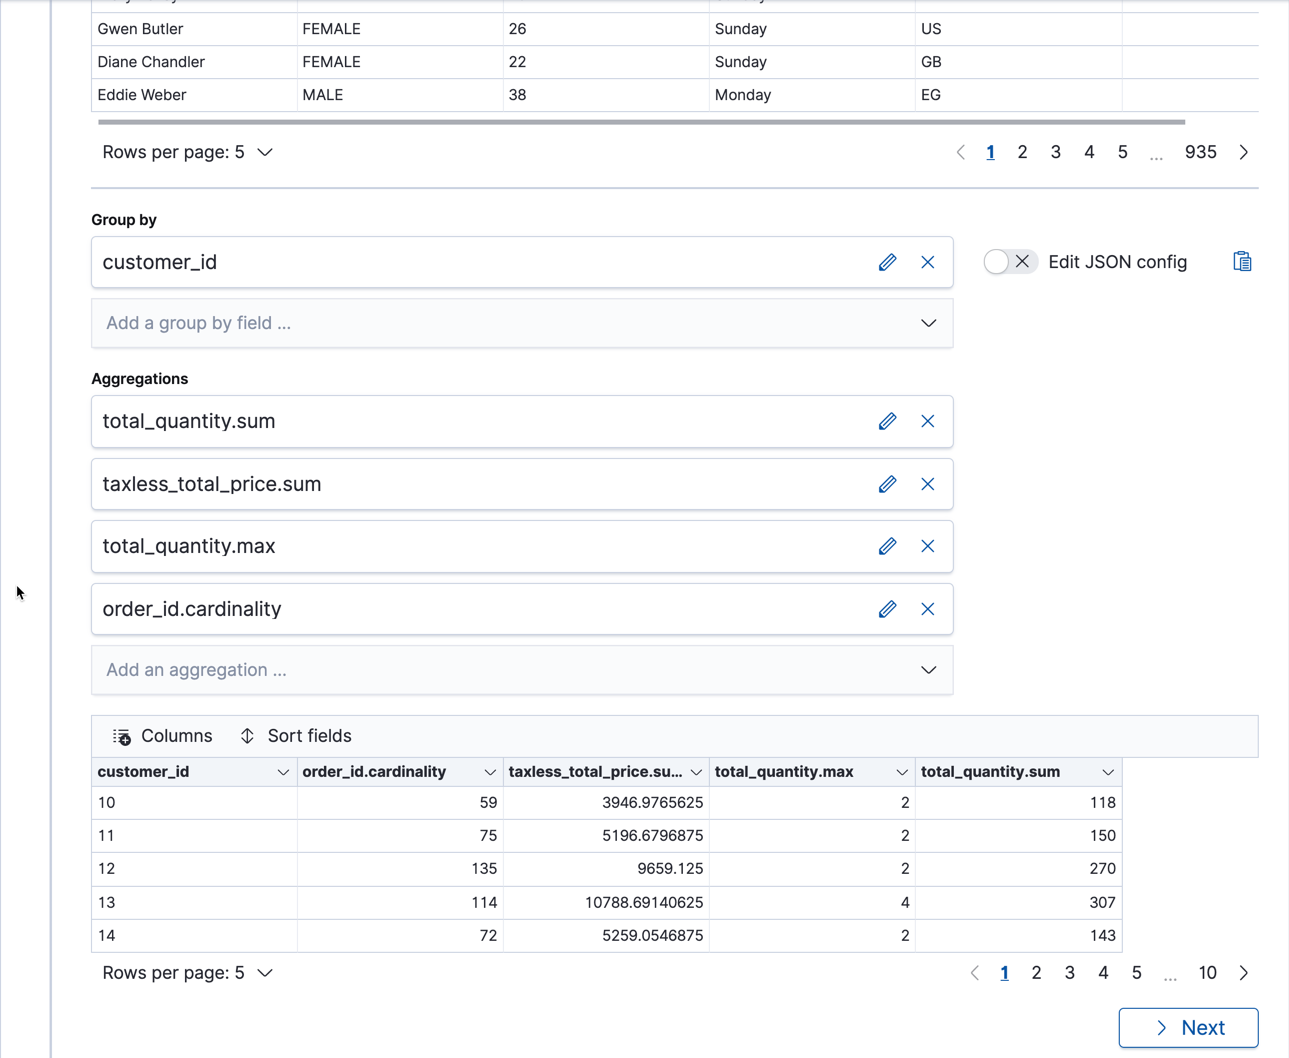 Gwen Butler FEMALE 26 Sunday US
Diane Chandler FEMALE 22 Sunday GB
Eddie Weber MALE 38 Monday EG
Rows per page: 5 1 2 3 4 5 ... 935
Group by
customer_id
Edit JSON config
Add a group by field ...
Aggregations
total_quantity.sum
taxless_total_price.sum
total_quantity.max
order_id.cardinality
Add an aggregation ...
Columns Sort fields
customer_id order_id.cardinality taxless_total_price.su... total_quantity.max total_quantity.sum
10 59 3946.9765625 2 118
11 75 5196.6796875 2 150
12 135 9659.125 2 270
13 114 10788.69140625 4 307
14 72 5259.0546875 2 143
Rows per page: 5 1 2 3 4 5 ... 10
Next